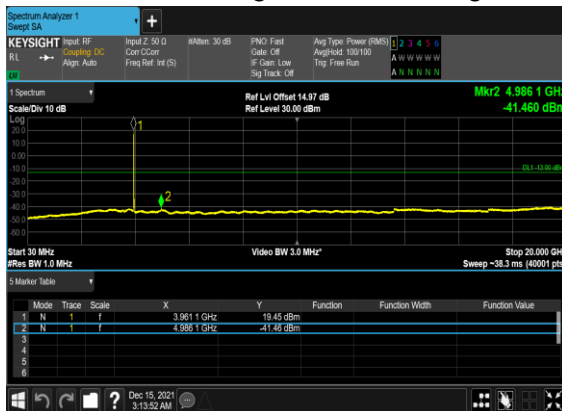 Spectrum Analyzer 1
Swept SA
KEYSIGHT Input: RF Input Z: 50 Ω #Atten: 30 dB PNO: Fast Avg Type: Power (RMS) 1 2 3 4 5 6
RL Coupling: DC Corr CCorr Gate: Off Avg|Hold: 100/100 A W W W W W
Align: Auto Freq Ref: Int (S) IF Gain: Low Trig: Free Run
Sig Track: Off A N N N N N
1 Spectrum Ref Lvl Offset 14.97 dB Mkr2 4.986 1 GHz
Scale/Div 10 dB Ref Level 30.00 dBm -41.460 dBm
Log
20.0 1
10.0
0.00
-10.0 DL1 -13.00 dBm
-20.0
-30.0
-40.0 2
-50.0
-60.0
Start 30 MHz Video BW 3.0 MHz* Stop 20.000 GH
#Res BW 1.0 MHz Sweep ~38.3 ms (40001 pts
5 Marker Table
Mode Trace Scale X Y Function Function Width Function Value
1 N 1 f 3.961 1 GHz 19.45 dBm
2 N 1 f 4.986 1 GHz -41.46 dBm
3
4
5
6
? Dec 15, 2021
3:13:52 AM